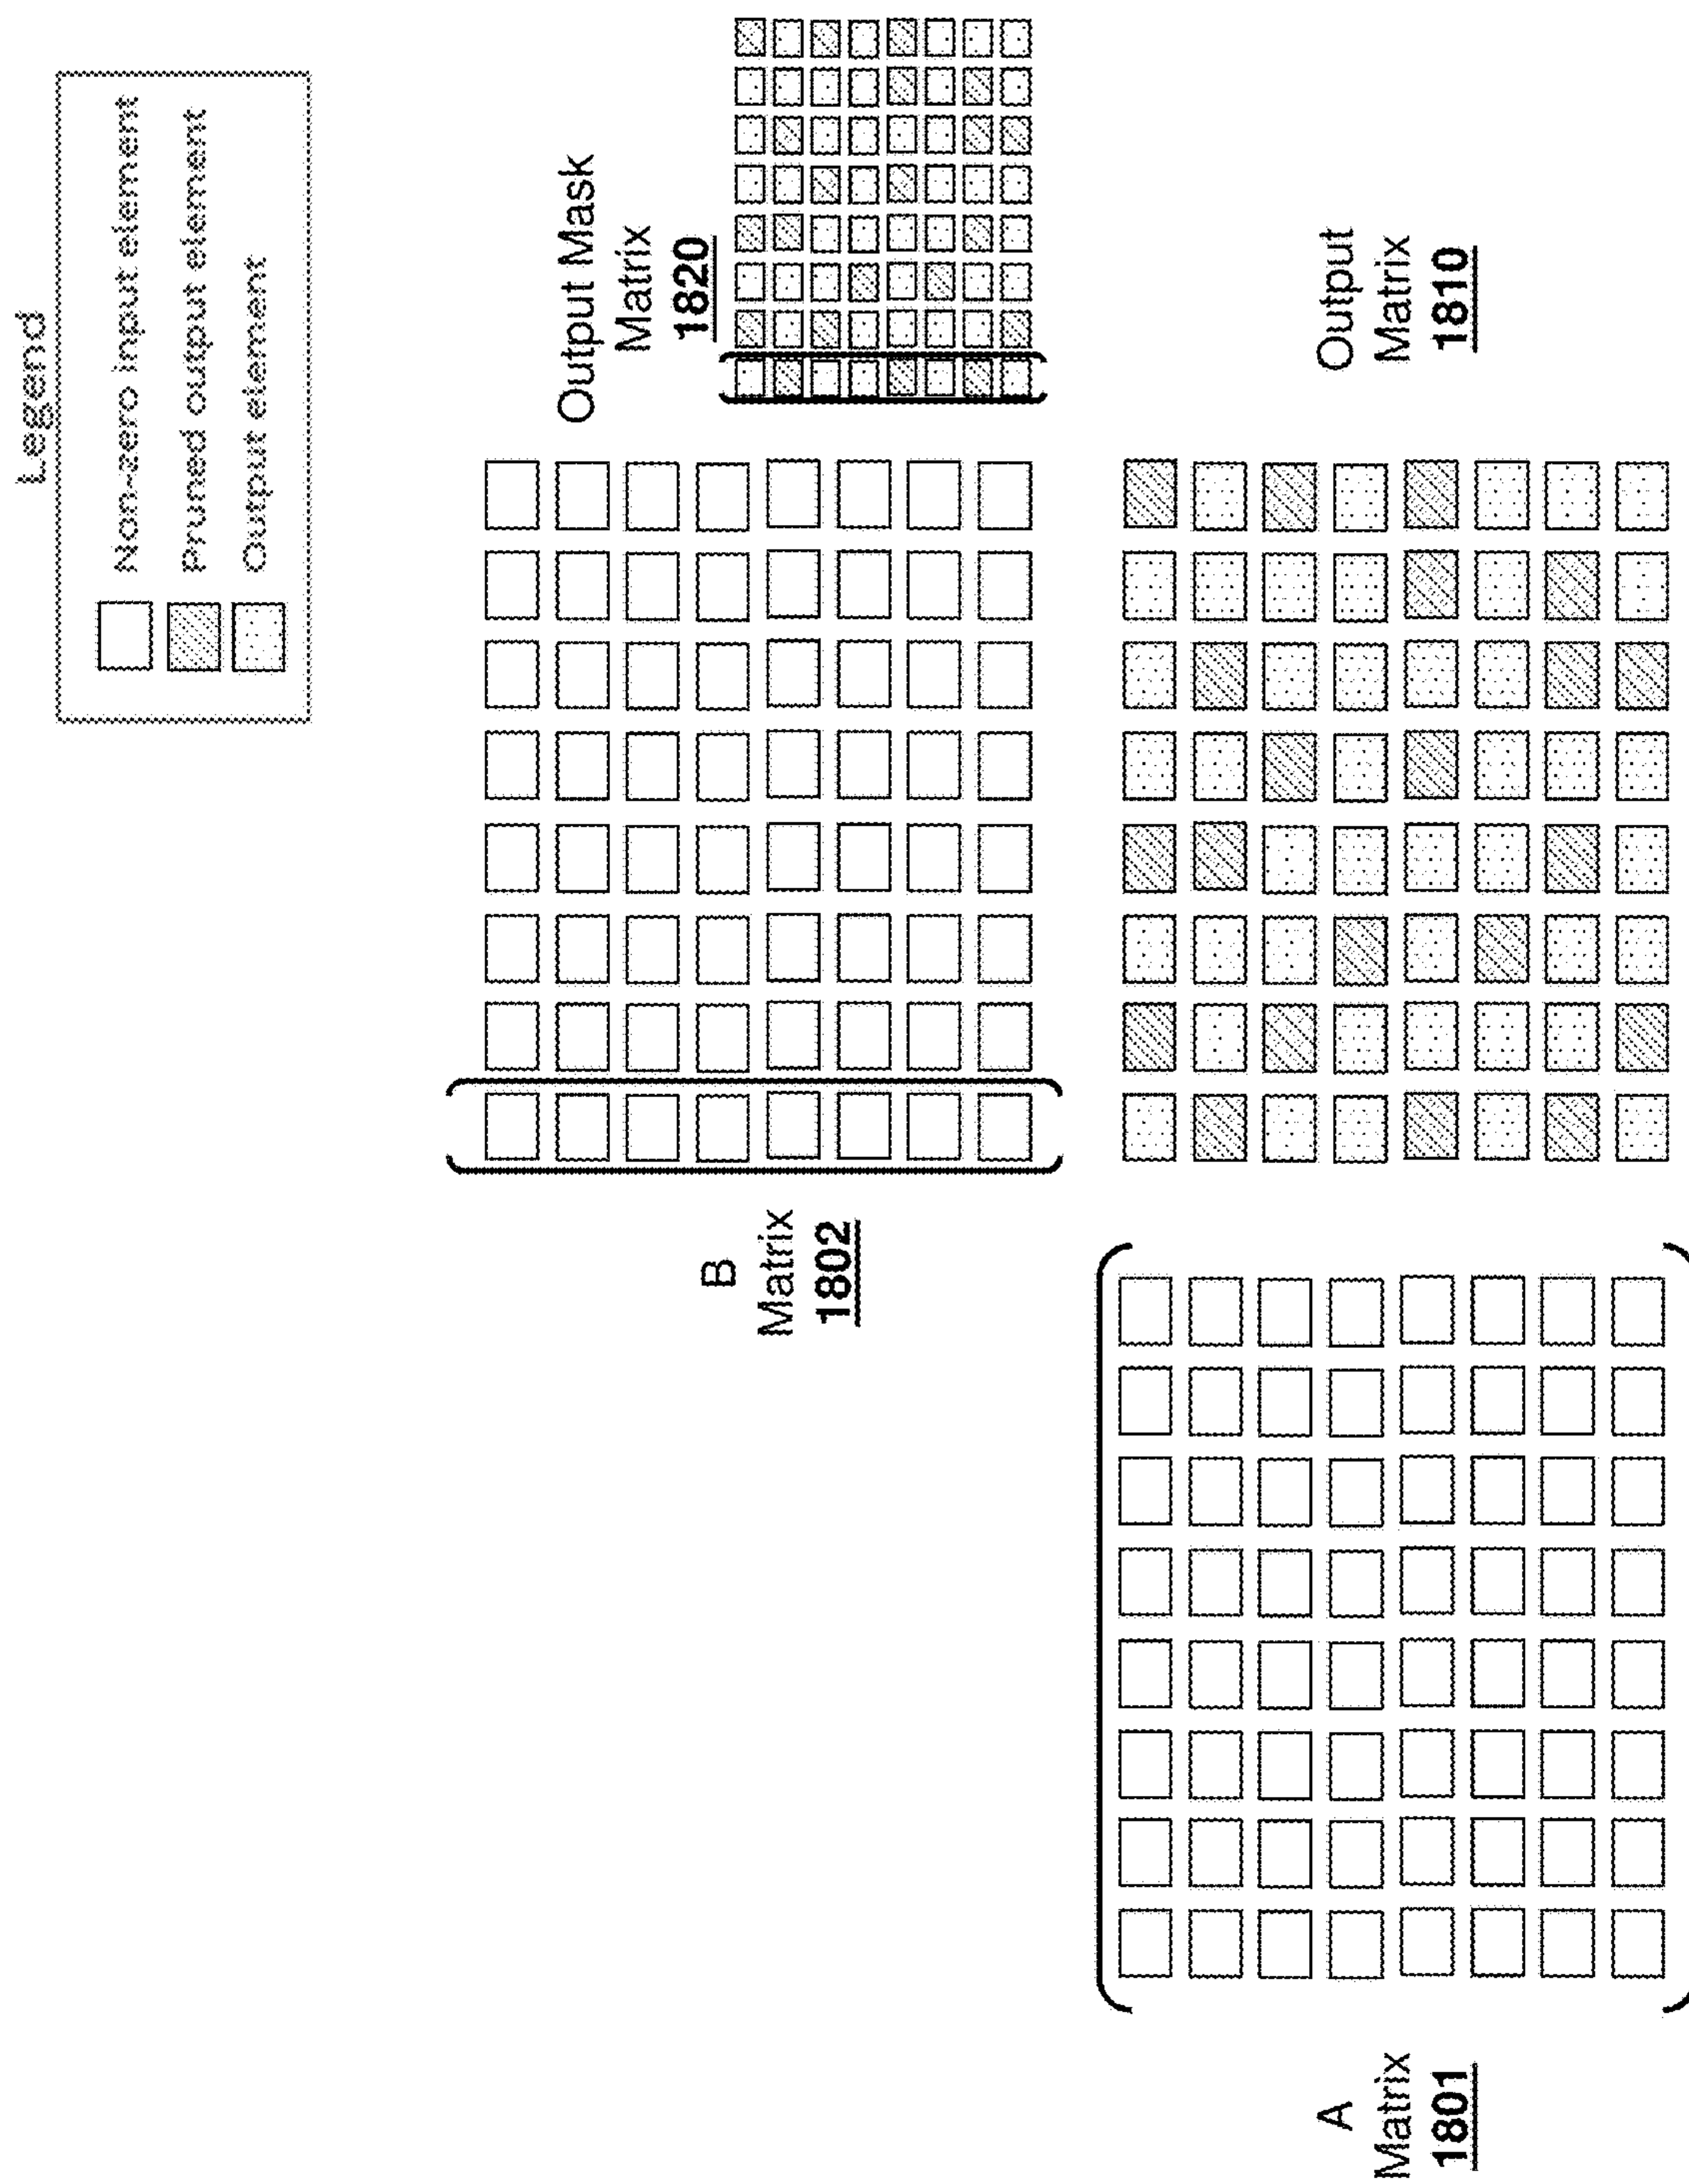 Legend
Non-zero input element
Pruned output element
Output element
Output Mask
Matrix
1820
B
Matrix
1802
Output
Matrix
1810
A
Matrix
1801